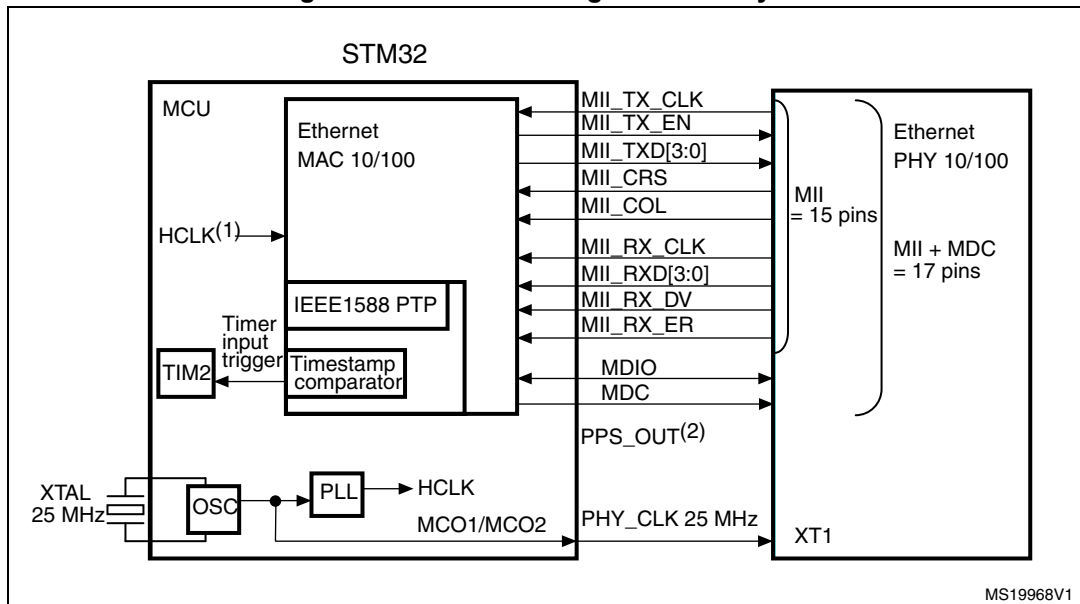 STM32
MCU
Ethernet
MAC 10/100
HCLK(1)
IEEE1588 PTP
Timer
input
trigger
TIM2
Timestamp
comparator
XTAL
25 MHz
OSC
PLL
HCLK
MCO1/MCO2
MII_TX_CLK
MII_TX_EN
MII_TXD[3:0]
MII_CRS
MII_COL
MII_RX_CLK
MII_RXD[3:0]
MII_RX_DV
MII_RX_ER
MDIO
MDC
PPS_OUT(2)
PHY_CLK 25 MHz
MII
= 15 pins
Ethernet
PHY 10/100
MII + MDC
= 17 pins
XT1
MS19968V1